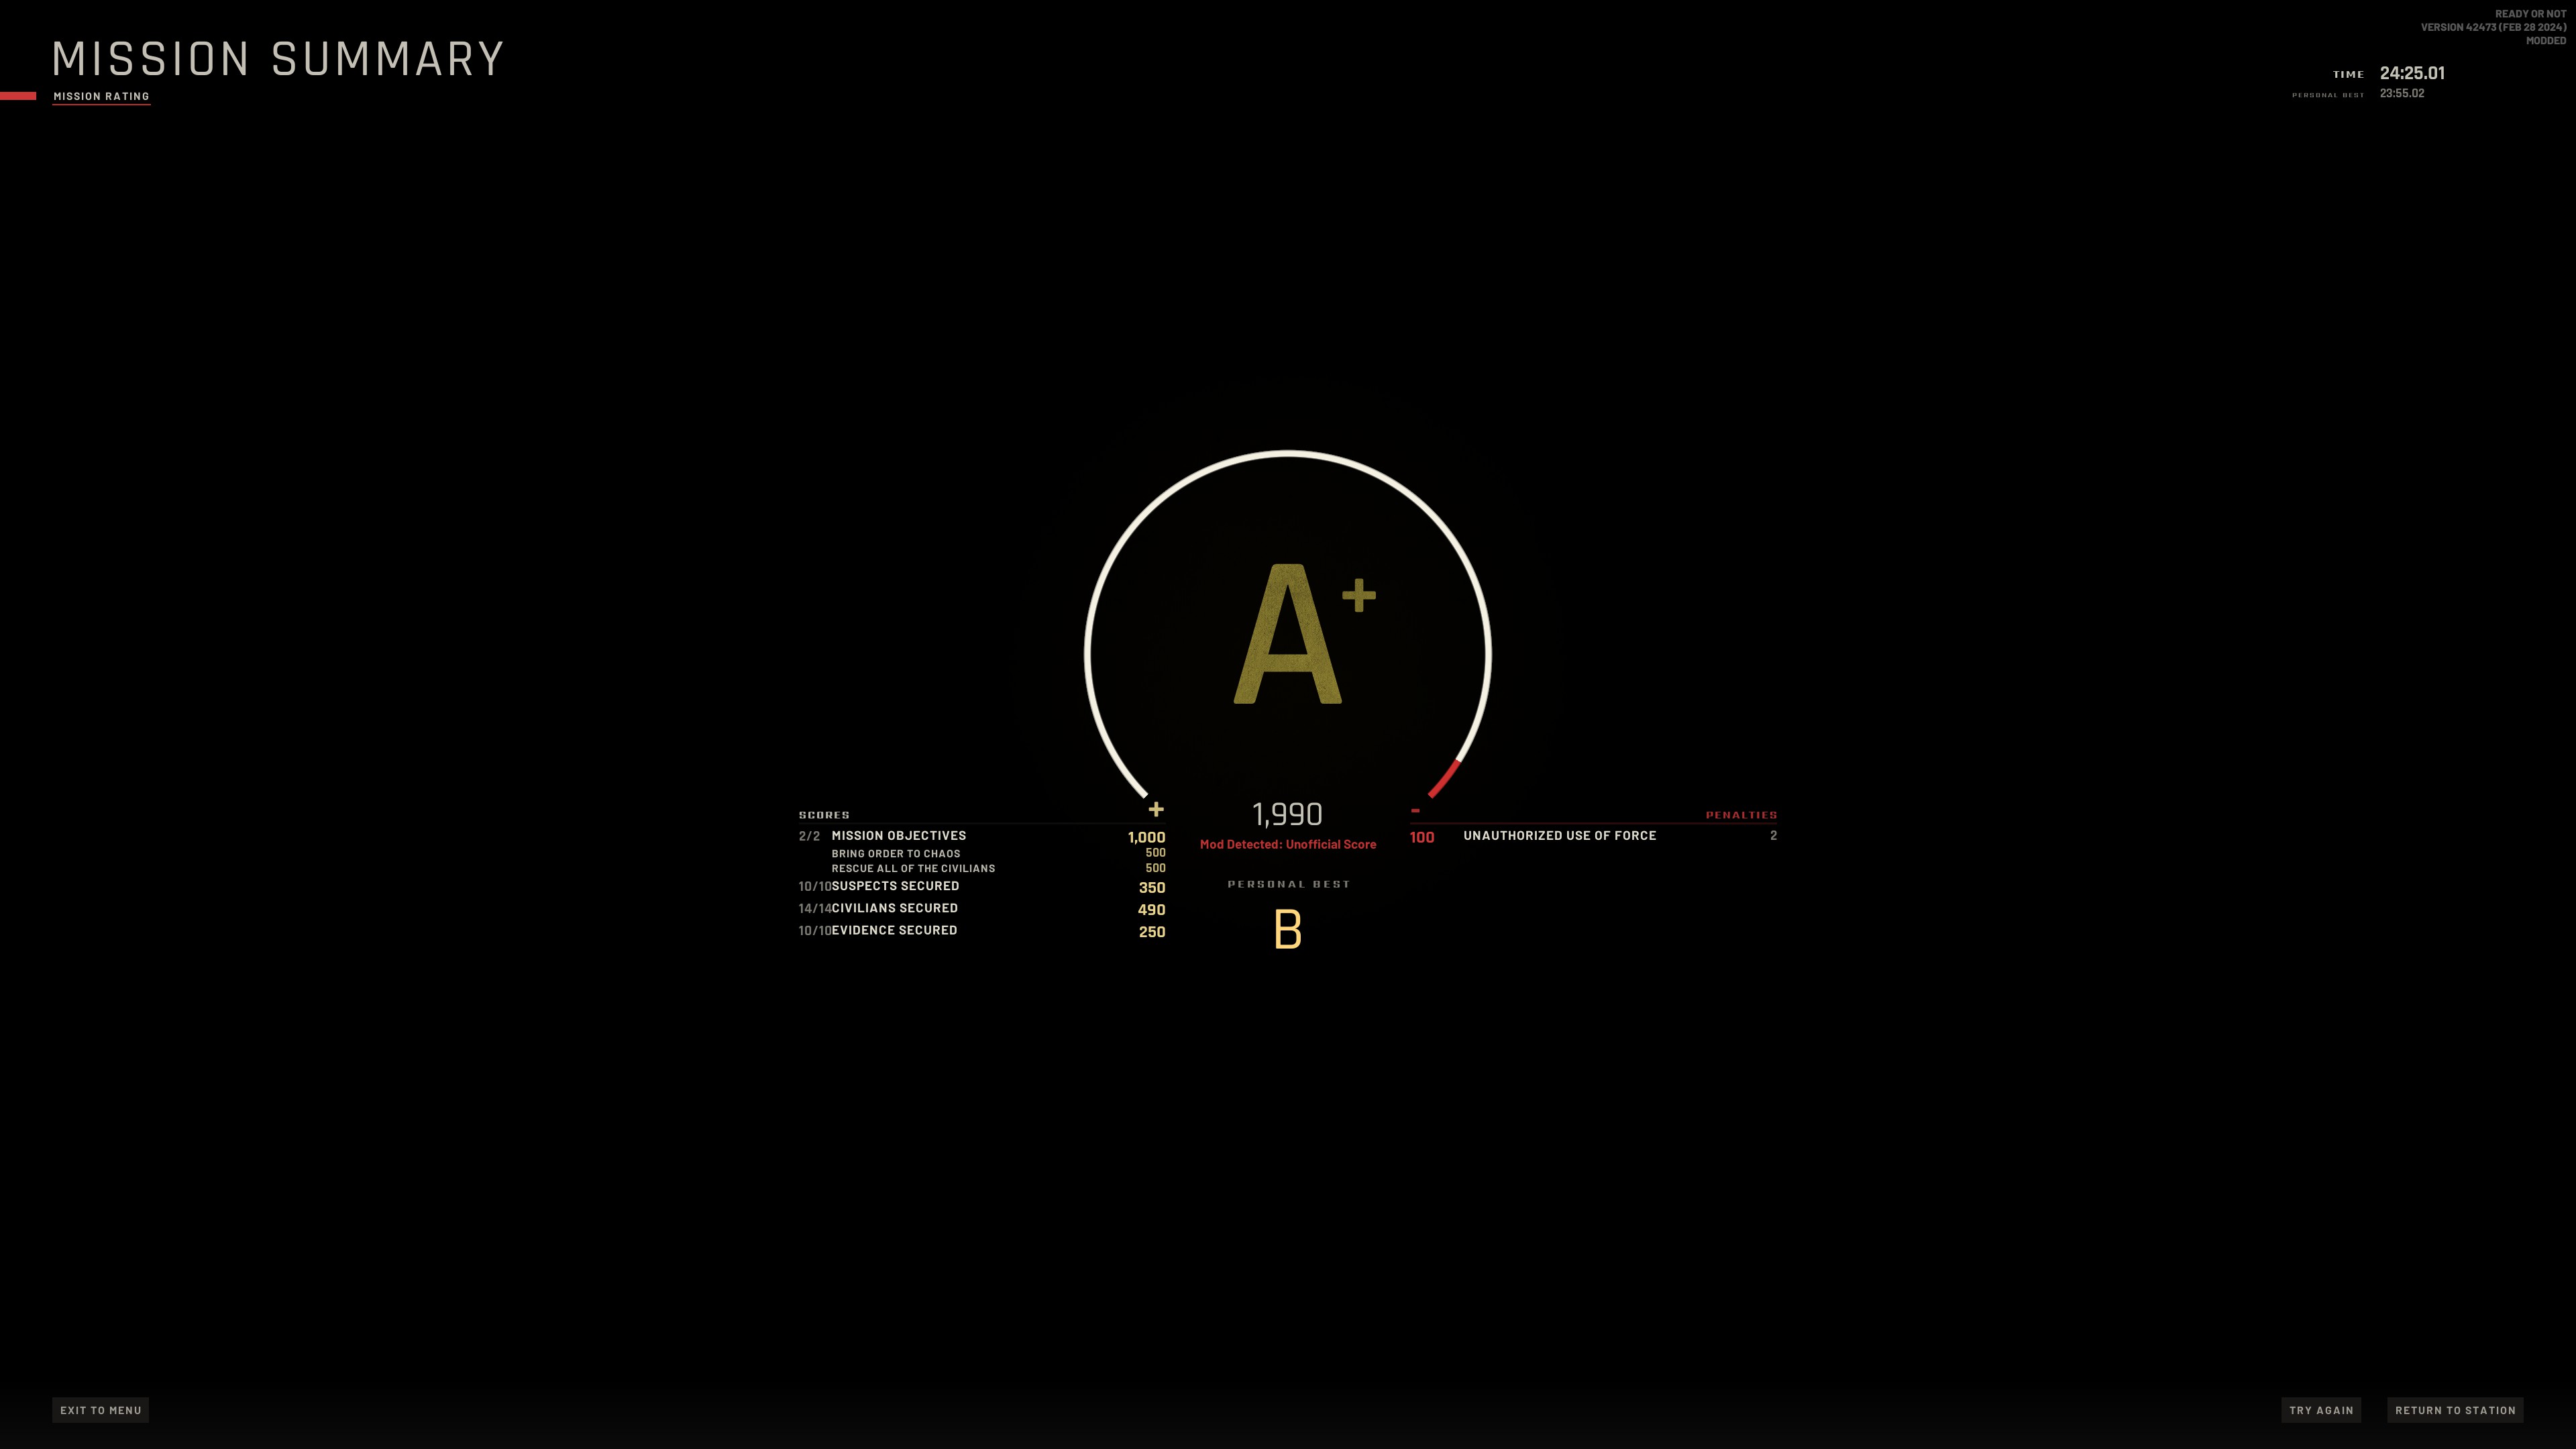 READY OR NOT
VERSION 42473 (FEB 28 2024)
MODDED
MISSION SUMMARY
MISSION RATING
TIME 24:25.01
PERSONAL BEST 23:55.02
A+
1,990
Mod Detected: Unofficial Score
PERSONAL BEST
B
SCORES +
2/2 MISSION OBJECTIVES 1,000
BRING ORDER TO CHAOS 500
RESCUE ALL OF THE CIVILIANS 500
10/10 SUSPECTS SECURED 350
14/14 CIVILIANS SECURED 490
10/10 EVIDENCE SECURED 250
- PENALTIES
100 UNAUTHORIZED USE OF FORCE 2
EXIT TO MENU
TRY AGAIN
RETURN TO STATION